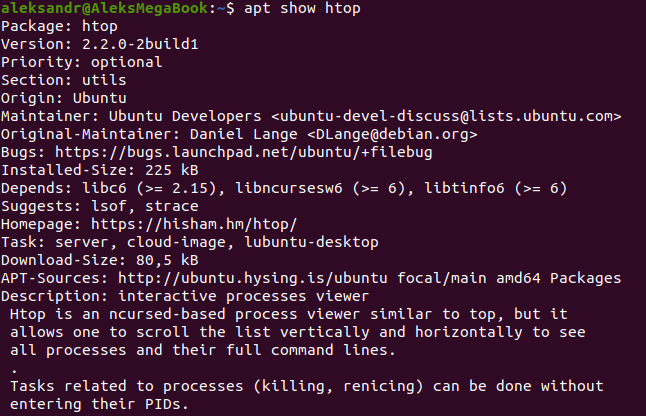 aleksandr@AleksMegaBook:~$ apt show htop
Package: htop
Version: 2.2.0-2build1
Priority: optional
Section: utils
Origin: Ubuntu
Maintainer: Ubuntu Developers <ubuntu-devel-discuss@lists.ubuntu.com>
Original-Maintainer: Daniel Lange <DLange@debian.org>
Bugs: https://bugs.launchpad.net/ubuntu/+filebug
Installed-Size: 225 kB
Depends: libc6 (>= 2.15), libncursesw6 (>= 6), libtinfo6 (>= 6)
Suggests: lsof, strace
Homepage: https://hisham.hm/htop/
Task: server, cloud-image, lubuntu-desktop
Download-Size: 80,5 kB
APT-Sources: http://ubuntu.hysing.is/ubuntu focal/main amd64 Packages
Description: interactive processes viewer
 Htop is an ncursed-based process viewer similar to top, but it
 allows one to scroll the list vertically and horizontally to see
 all processes and their full command lines.
 .
 Tasks related to processes (killing, renicing) can be done without
 entering their PIDs.